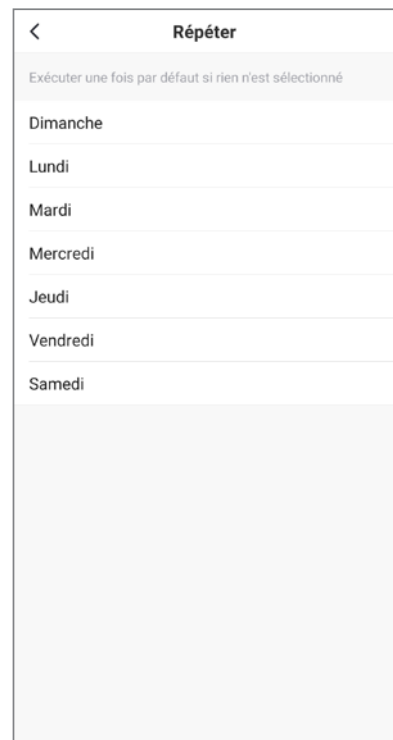 Répéter
Exécuter une fois par défaut si rien n'est sélectionné
Dimanche
Lundi
Mardi
Mercredi
Jeudi
Vendredi
Samedi